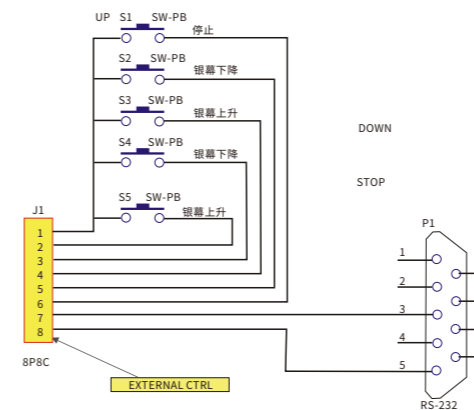 UP S1 SW-PB
停止
S2 SW-PB
银幕下降
S3 SW-PB
银幕上升
S4 SW-PB
银幕下降
S5 SW-PB
银幕上升
DOWN
STOP
J1
1
2
3
4
5
6
7
8
8P8C
EXTERNAL CTRL
P1
1
2
3
4
5
RS-232